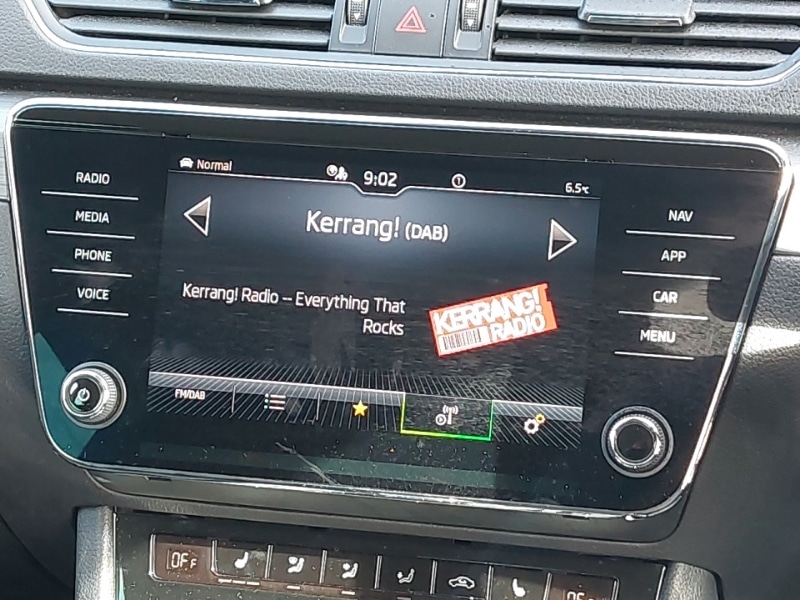 Normal
9:02
6.5°C
RADIO
MEDIA
PHONE
VOICE
Kerrang! (DAB)
Kerrang! Radio -- Everything That
Rocks
KERRANG!
RADIO
FM/DAB
NAV
APP
CAR
MENU
OFF